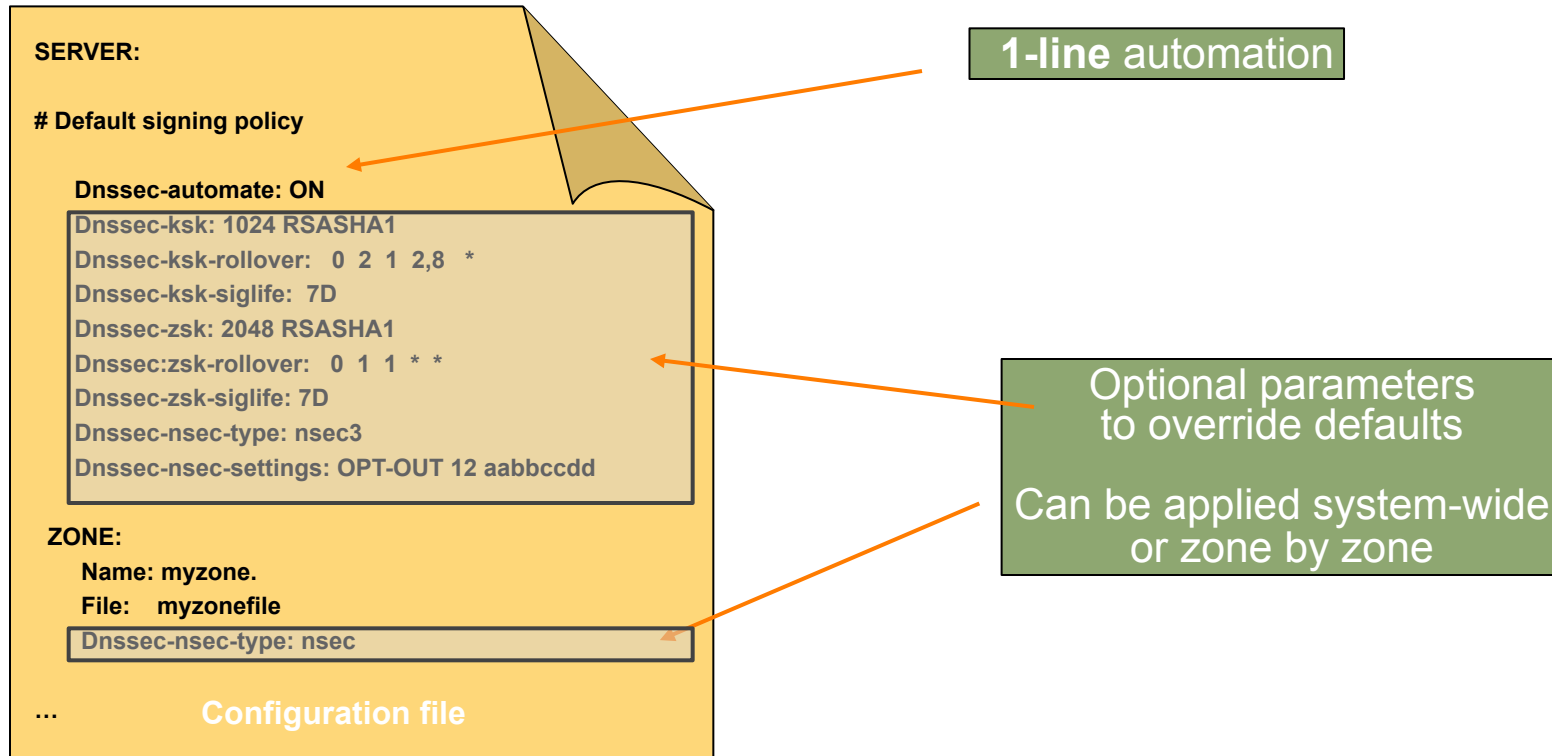 SERVER:
# Default signing policy
Dnssec-automate: ON
Dnssec-ksk: 1024 RSASHA1
Dnssec-ksk-rollover: 0 2 1 2,8 *
Dnssec-ksk-siglife: 7D
Dnssec-zsk: 2048 RSASHA1
Dnssec:zsk-rollover: 0 1 1 * *
Dnssec-zsk-siglife: 7D
Dnssec-nsec-type: nsec3
Dnssec-nsec-settings: OPT-OUT 12 aabbccdd
ZONE:
Name: myzone.
File: myzonefile
Dnssec-nsec-type: nsec
…
Configuration file
1-line automation
Optional parameters
to override defaults
Can be applied system-wide
or zone by zone